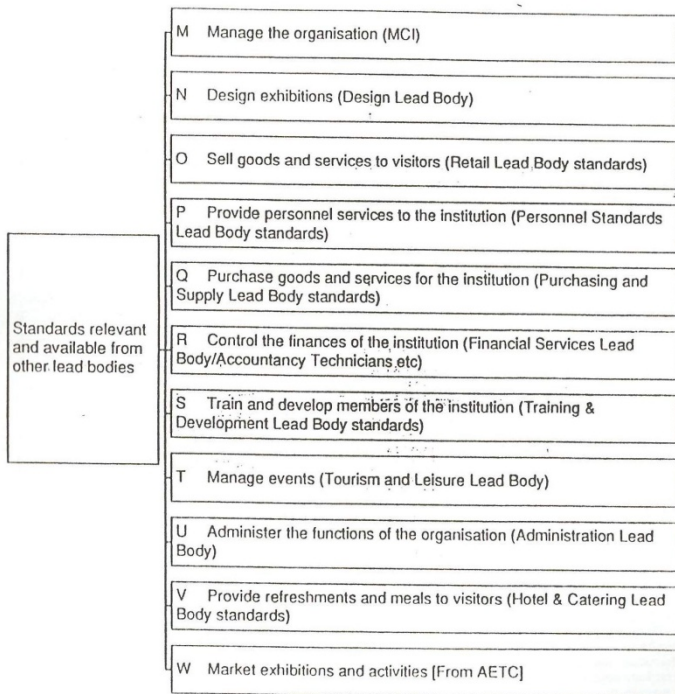 M Manage the organisation (MCI)
N Design exhibitions (Design Lead Body)
O Sell goods and services to visitors (Retail Lead Body standards)
P Provide personnel services to the institution (Personnel Standards
Lead Body standards)
Q Purchase goods and services for the institution (Purchasing and
Supply Lead Body standards)
Standards relevant
and available from
other lead bodies
R Control the finances of the institution (Financial Services Lead
Body/Accountancy Technicians etc)
S Train and develop members of the institution (Training &
Development Lead Body standards)
T Manage events (Tourism and Leisure Lead Body)
U Administer the functions of the organisation (Administration Lead
Body)
V Provide refreshments and meals to visitors (Hotel & Catering Lead
Body standards)
W Market exhibitions and activities [From AETC]